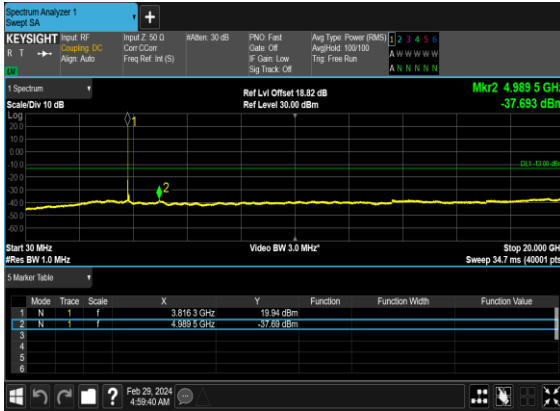 Spectrum Analyzer 1
Swept SA
KEYSIGHT Input: RF Input Z: 50 Ω #Atten: 30 dB PNO: Fast Avg Type: Power (RMS) 1 2 3 4 5 6
R T Coupling: DC Corr CCorr Gate: Off Avg|Hold: 100/100 A W W W W W
Align: Auto Freq Ref: Int (S) IF Gain: Low Trig: Free Run
LV Sig Track: Off A N N N N N
1 Spectrum Ref Lvl Offset 18.82 dB Mkr2 4.989 5 GHz
Scale/Div 10 dB Ref Level 30.00 dBm -37.693 dBm
Log
20.0
10.0
0.00
-10.0
-20.0
-30.0
-40.0
-50.0
-60.0
1
2
DL1 -13.00 dBm
Start 30 MHz Video BW 3.0 MHz* Stop 20.000 GH
#Res BW 1.0 MHz Sweep 34.7 ms (40001 pts
5 Marker Table
Mode Trace Scale X Y Function Function Width Function Value
1 N 1 f 3.816 3 GHz 19.94 dBm
2 N 1 f 4.989 5 GHz -37.69 dBm
3
4
5
6
? Feb 29, 2024
4:59:40 AM